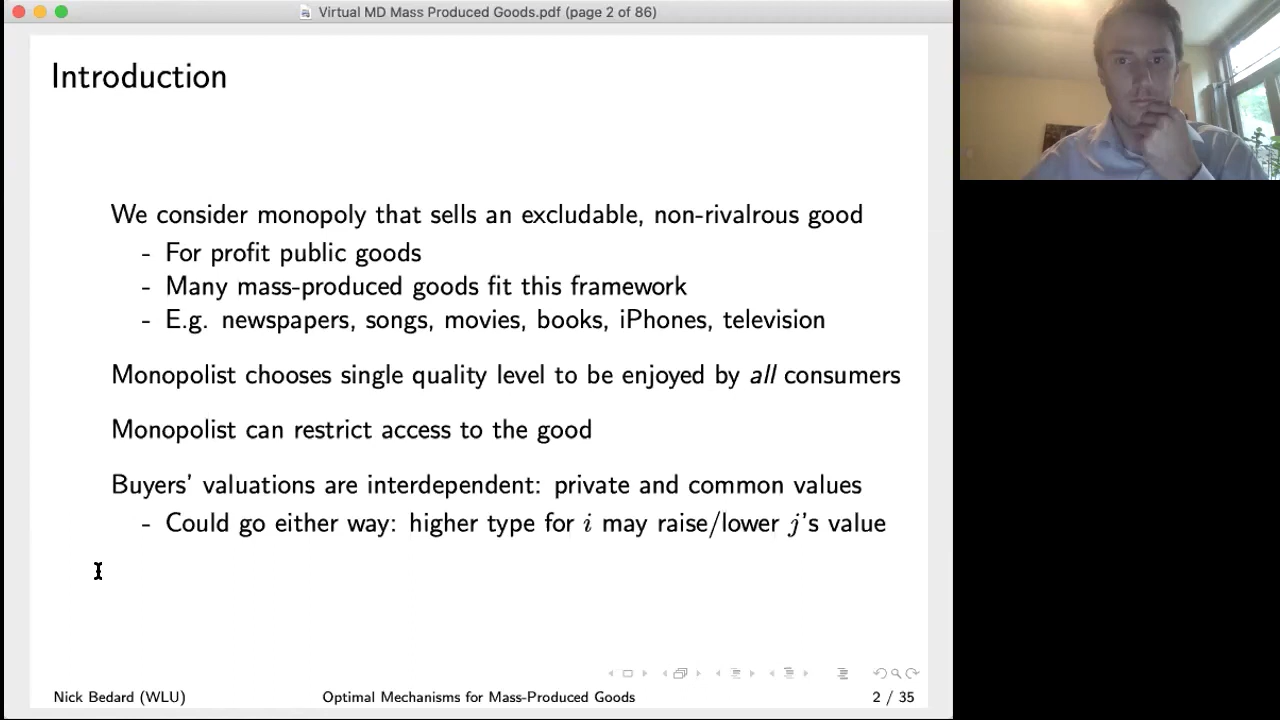 Virtual MD Mass Produced Goods.pdf (page 2 of 86)
Introduction
We consider monopoly that sells an excludable, non-rivalrous good
- For profit public goods
- Many mass-produced goods fit this framework
- E.g. newspapers, songs, movies, books, iPhones, television
Monopolist chooses single quality level to be enjoyed by all consumers
Monopolist can restrict access to the good
Buyers' valuations are interdependent: private and common values
- Could go either way: higher type for i may raise/lower j's value
Nick Bedard (WLU) Optimal Mechanisms for Mass-Produced Goods 2 / 35